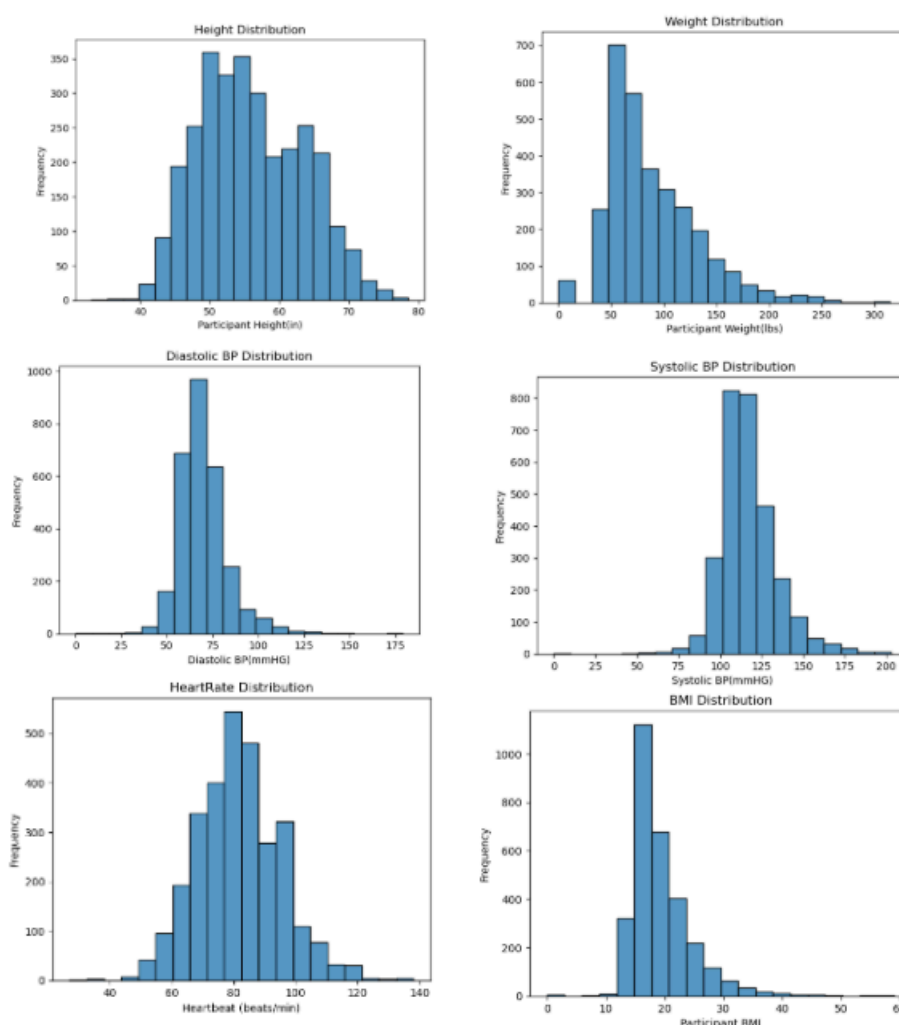 Height Distribution
350
300
250
200
150
100
50
0
Frequency
40 50 60 70 80
Participant Height(in)
Weight Distribution
700
600
500
400
300
200
100
0
Frequency
0 50 100 150 200 250 300
Participant Weight(lbs)
Diastolic BP Distribution
1000
800
600
400
200
0
Frequency
0 25 50 75 100 125 150 175
Diastolic BP(mmHG)
Systolic BP Distribution
800
700
600
500
400
300
200
100
0
Frequency
0 25 50 75 100 125 150 175 200
Systolic BP(mmHG)
HeartRate Distribution
500
400
300
200
100
0
Frequency
40 60 80 100 120 140
Heartbeat (beats/min)
BMI Distribution
1000
800
600
400
200
0
Frequency
0 10 20 30 40 50
Participant BMI